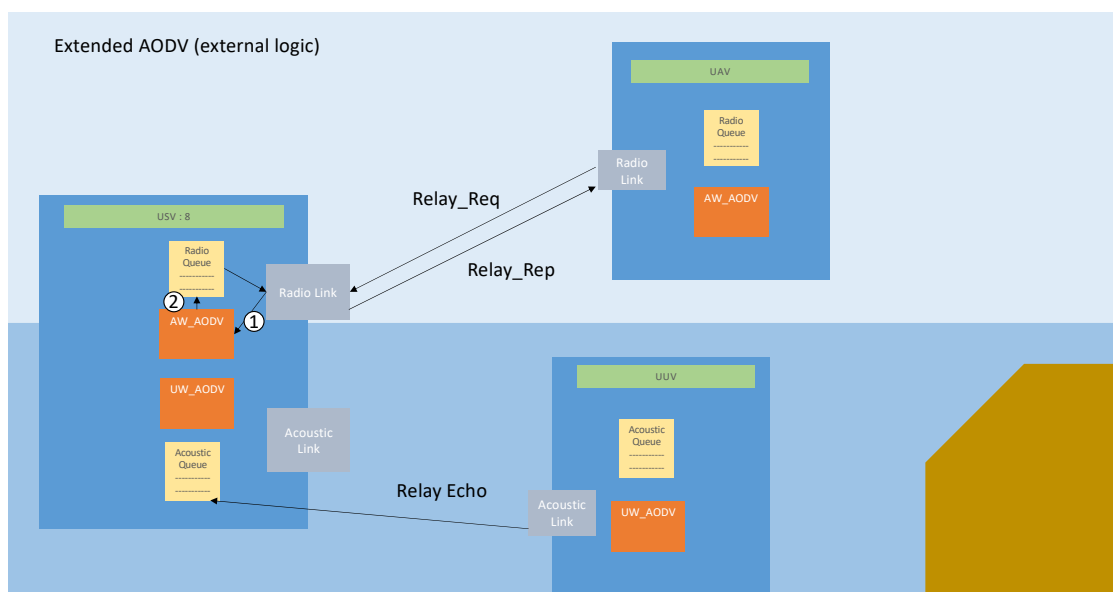 Extended AODV (external logic)
UAV
Radio
Queue
-----------
-----------
Radio
Link
AW_AODV
Relay_Req
Relay_Rep
USV : 8
Radio
Queue
-----------
-----------
2
AW_AODV
1
Radio Link
UW_AODV
Acoustic
Link
Acoustic
Queue
-----------
-----------
Relay Echo
UUV
Acoustic
Queue
-----------
-----------
Acoustic
Link
UW_AODV